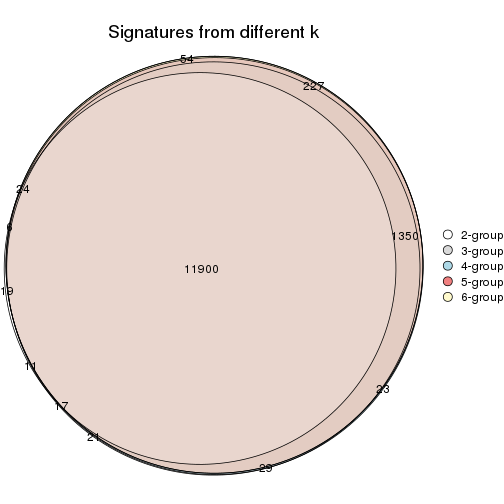 Signatures from different k
54
227
24
6
1350
11900
19
11
23
17
21
29
2-group
3-group
4-group
5-group
6-group